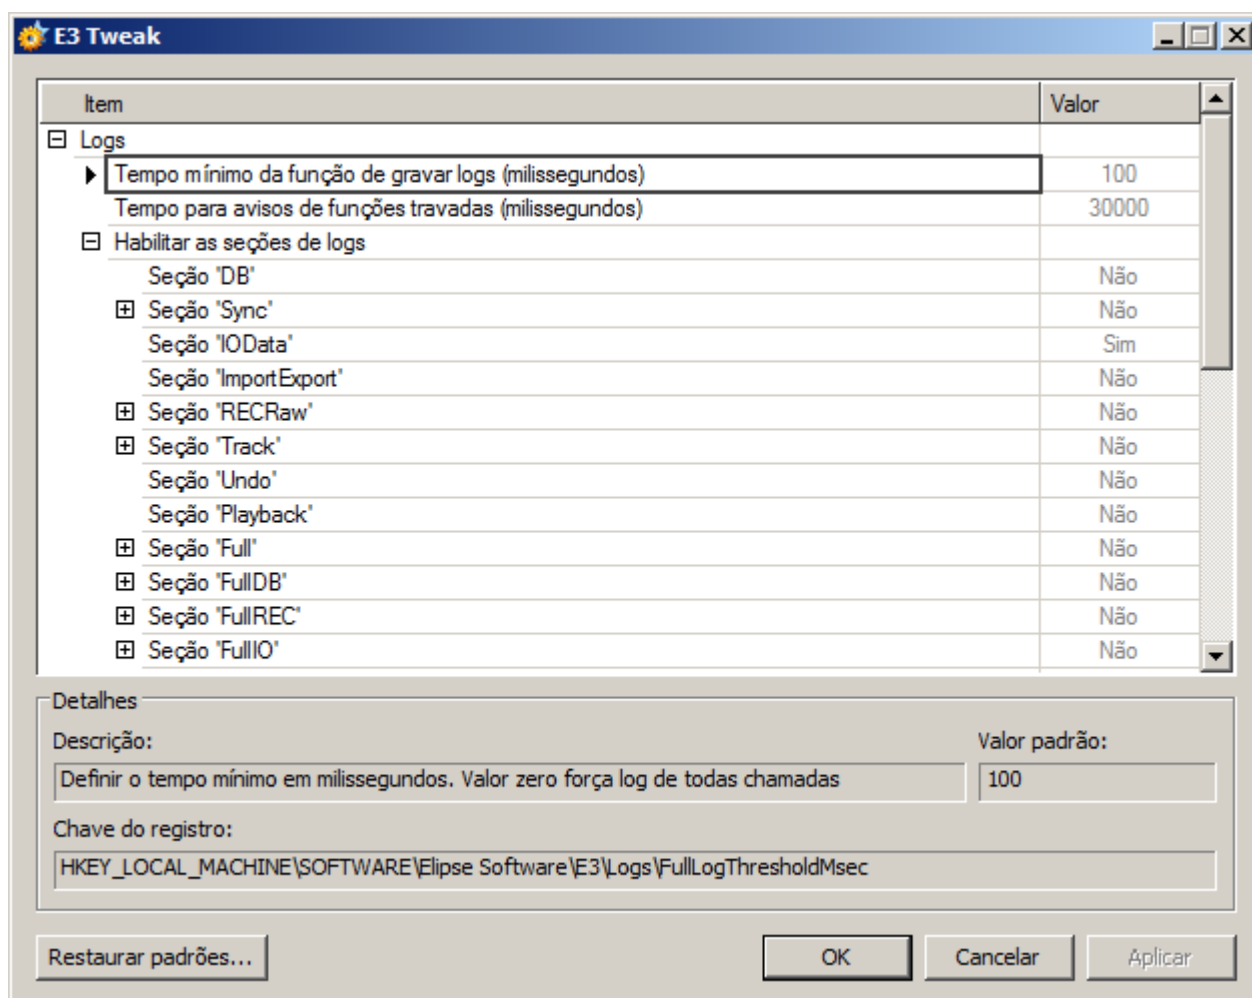 E3 Tweak
Item Valor
Logs
Tempo mínimo da função de gravar logs (milissegundos) 100
Tempo para avisos de funções travadas (milissegundos) 30000
Habilitar as seções de logs
Seção 'DB' Não
Seção 'Sync' Não
Seção 'IOData' Sim
Seção 'ImportExport' Não
Seção 'RECRaw' Não
Seção 'Track' Não
Seção 'Undo' Não
Seção 'Playback' Não
Seção 'Full' Não
Seção 'FullDB' Não
Seção 'FullREC' Não
Seção 'FullIO' Não
Detalhes
Descrição: Valor padrão:
Definir o tempo mínimo em milissegundos. Valor zero força log de todas chamadas 100
Chave do registro:
HKEY_LOCAL_MACHINE\SOFTWARE\Elipse Software\E3\Logs\FullLogThresholdMsec
Restaurar padrões... OK Cancelar Aplicar